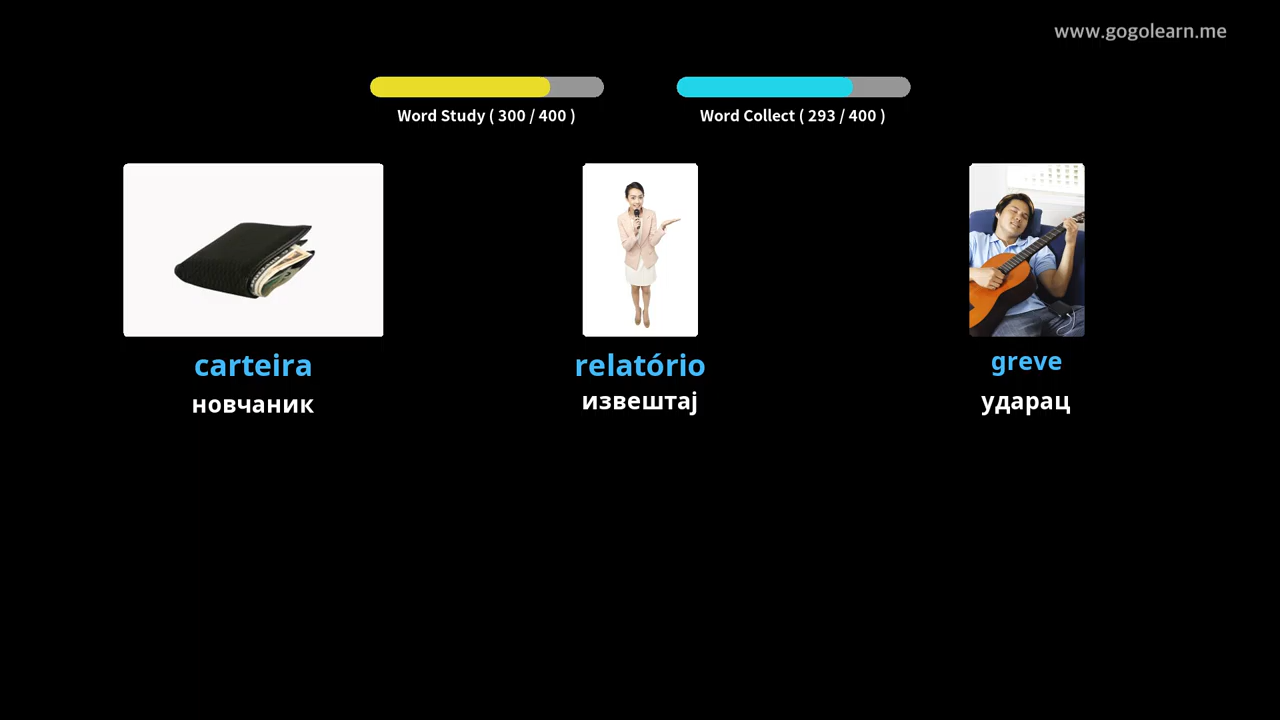 www.gogolearn.me
Word Study ( 300 / 400 )
Word Collect ( 293 / 400 )
carteira
relatório
greve
новчаник
извештај
ударац